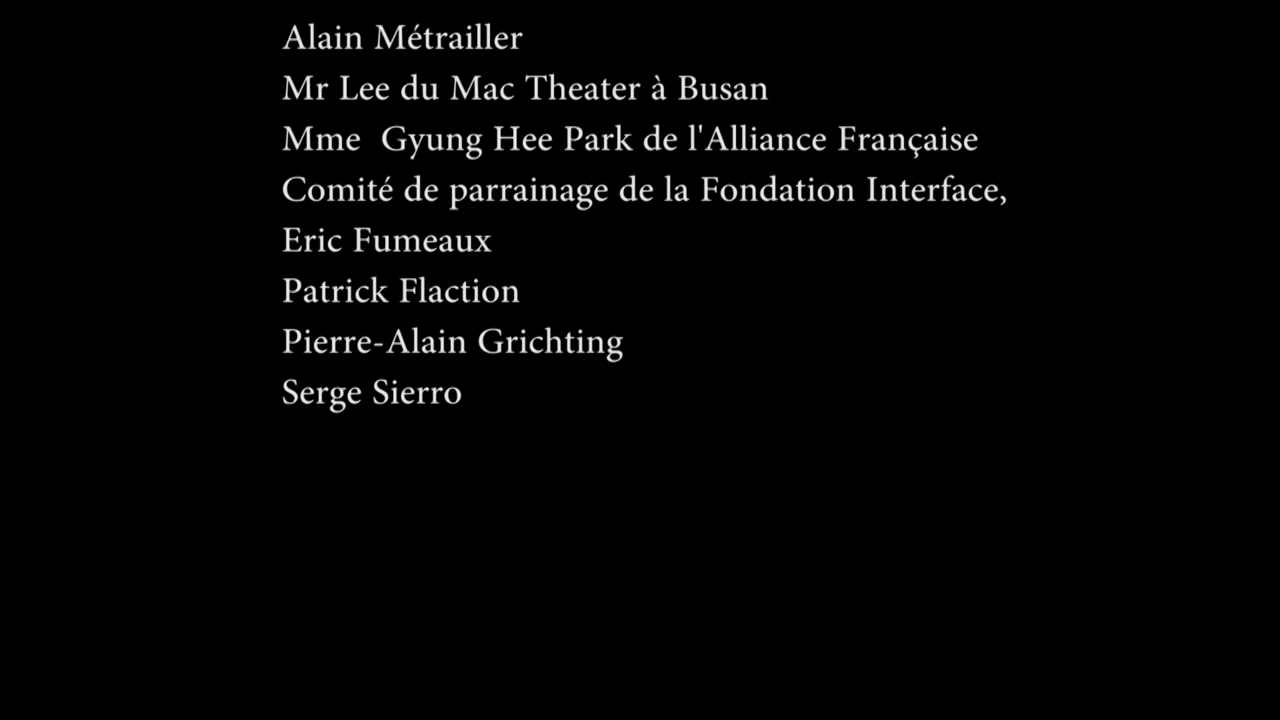 Alain Métrailler
Mr Lee du Mac Theater à Busan
Mme  Gyung Hee Park de l'Alliance Française
Comité de parrainage de la Fondation Interface,
Eric Fumeaux
Patrick Flaction
Pierre-Alain Grichting
Serge Sierro